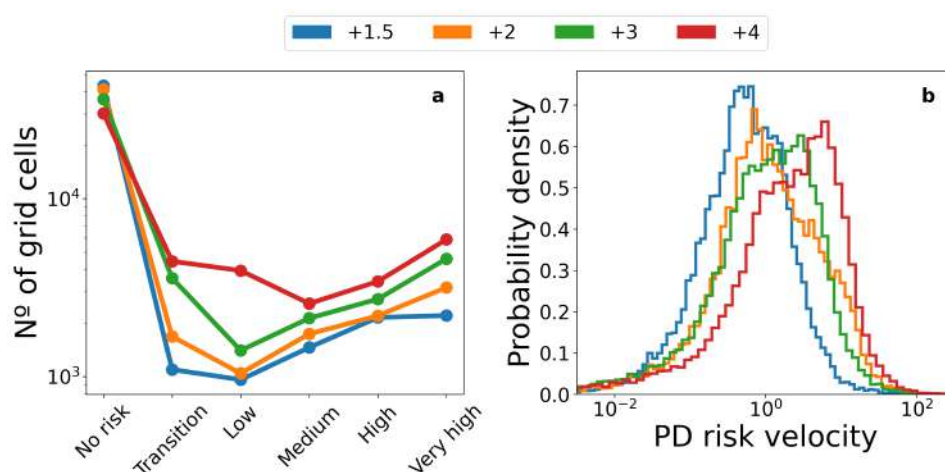 +1.5 +2 +3 +4
a
Nº of grid cells
10⁴
10³
No risk Transition Low Medium High Very high
b
Probability density
0.7
0.6
0.5
0.4
0.3
0.2
0.1
0.0
10⁻² 10⁰ 10²
PD risk velocity